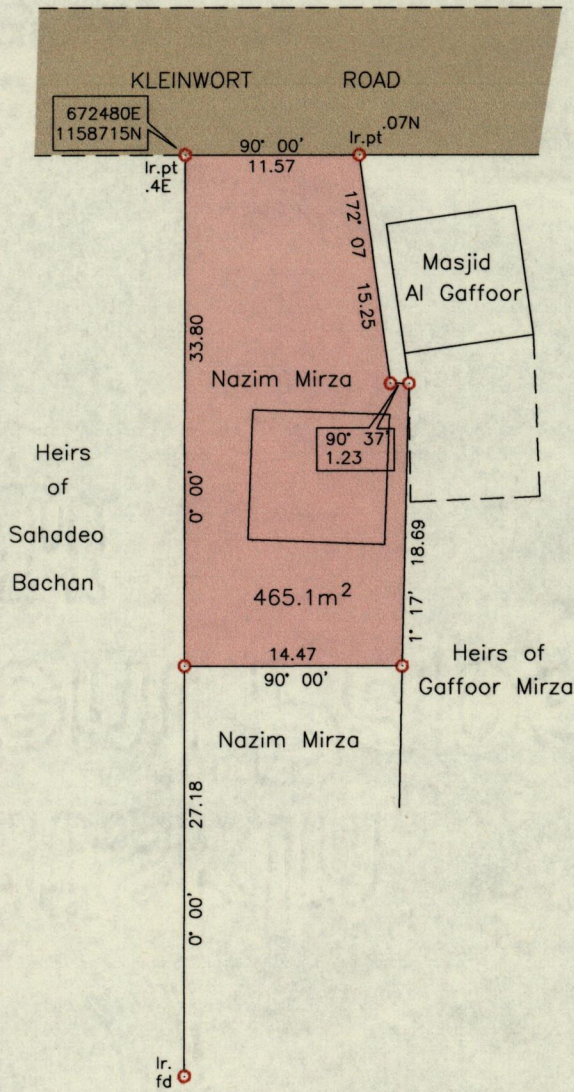 KLEINWORT ROAD
672480E
1158715N
Ir.pt
.4E
90° 00'
11.57
Ir.pt .07N
172° 07
15.25
Masjid
Al Gaffoor
33.80
0° 00'
Nazim Mirza
90° 37'
1.23
Heirs
of
Sahadeo
Bachan
18.69
1° 17'
465.1m²
14.47
90° 00'
Heirs of
Gaffoor Mirza
Nazim Mirza
27.18
0° 00'
Ir.
fd